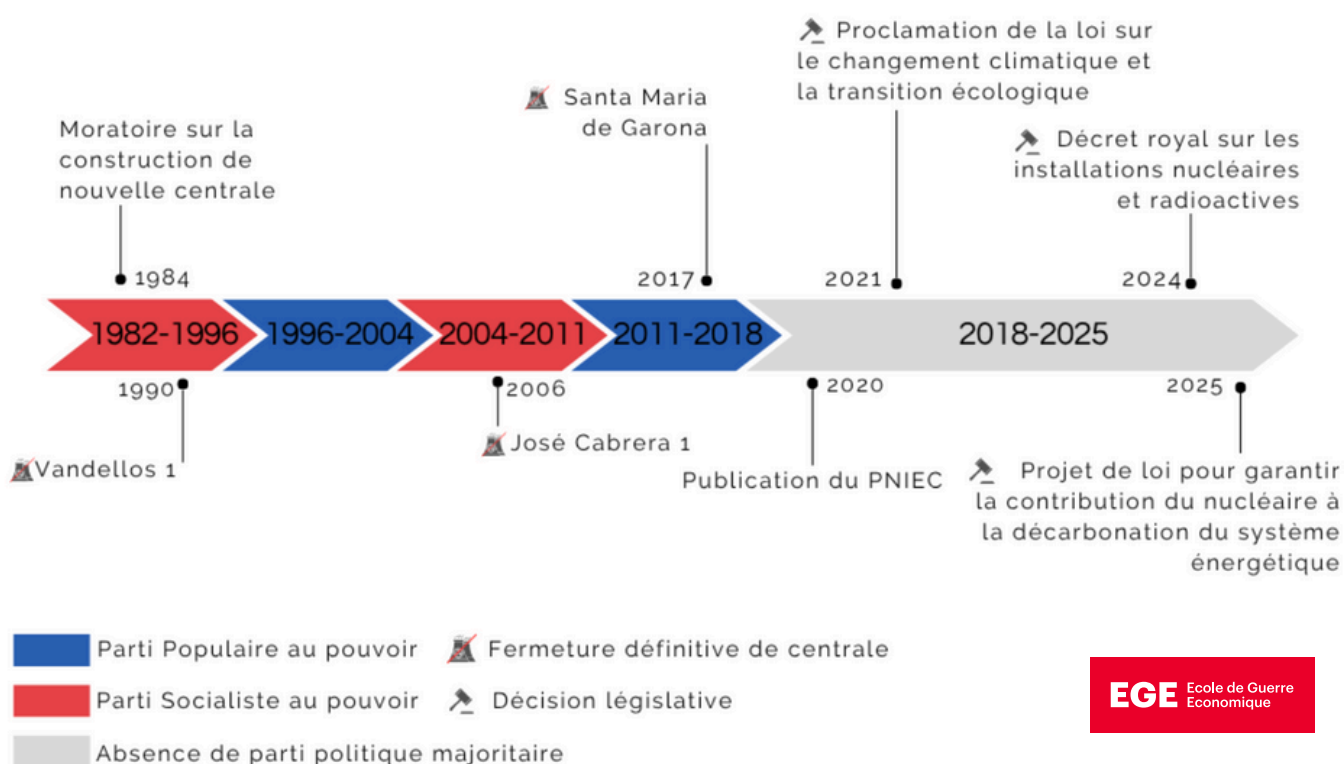 Proclamation de la loi sur
le changement climatique et
la transition écologique
Santa Maria
de Garona
Moratoire sur la
construction de
nouvelle centrale
Décret royal sur les
installations nucléaires
et radioactives
1984
2017
2021
2024
1982-1996
1996-2004
2004-2011
2011-2018
2018-2025
1990
2006
2020
2025
Vandellos 1
José Cabrera 1
Publication du PNIEC
Projet de loi pour garantir
la contribution du nucléaire à
la décarbonation du système
énergétique
Parti Populaire au pouvoir
Fermeture définitive de centrale
Parti Socialiste au pouvoir
Décision législative
Absence de parti politique majoritaire
EGE
Ecole de Guerre
Economique